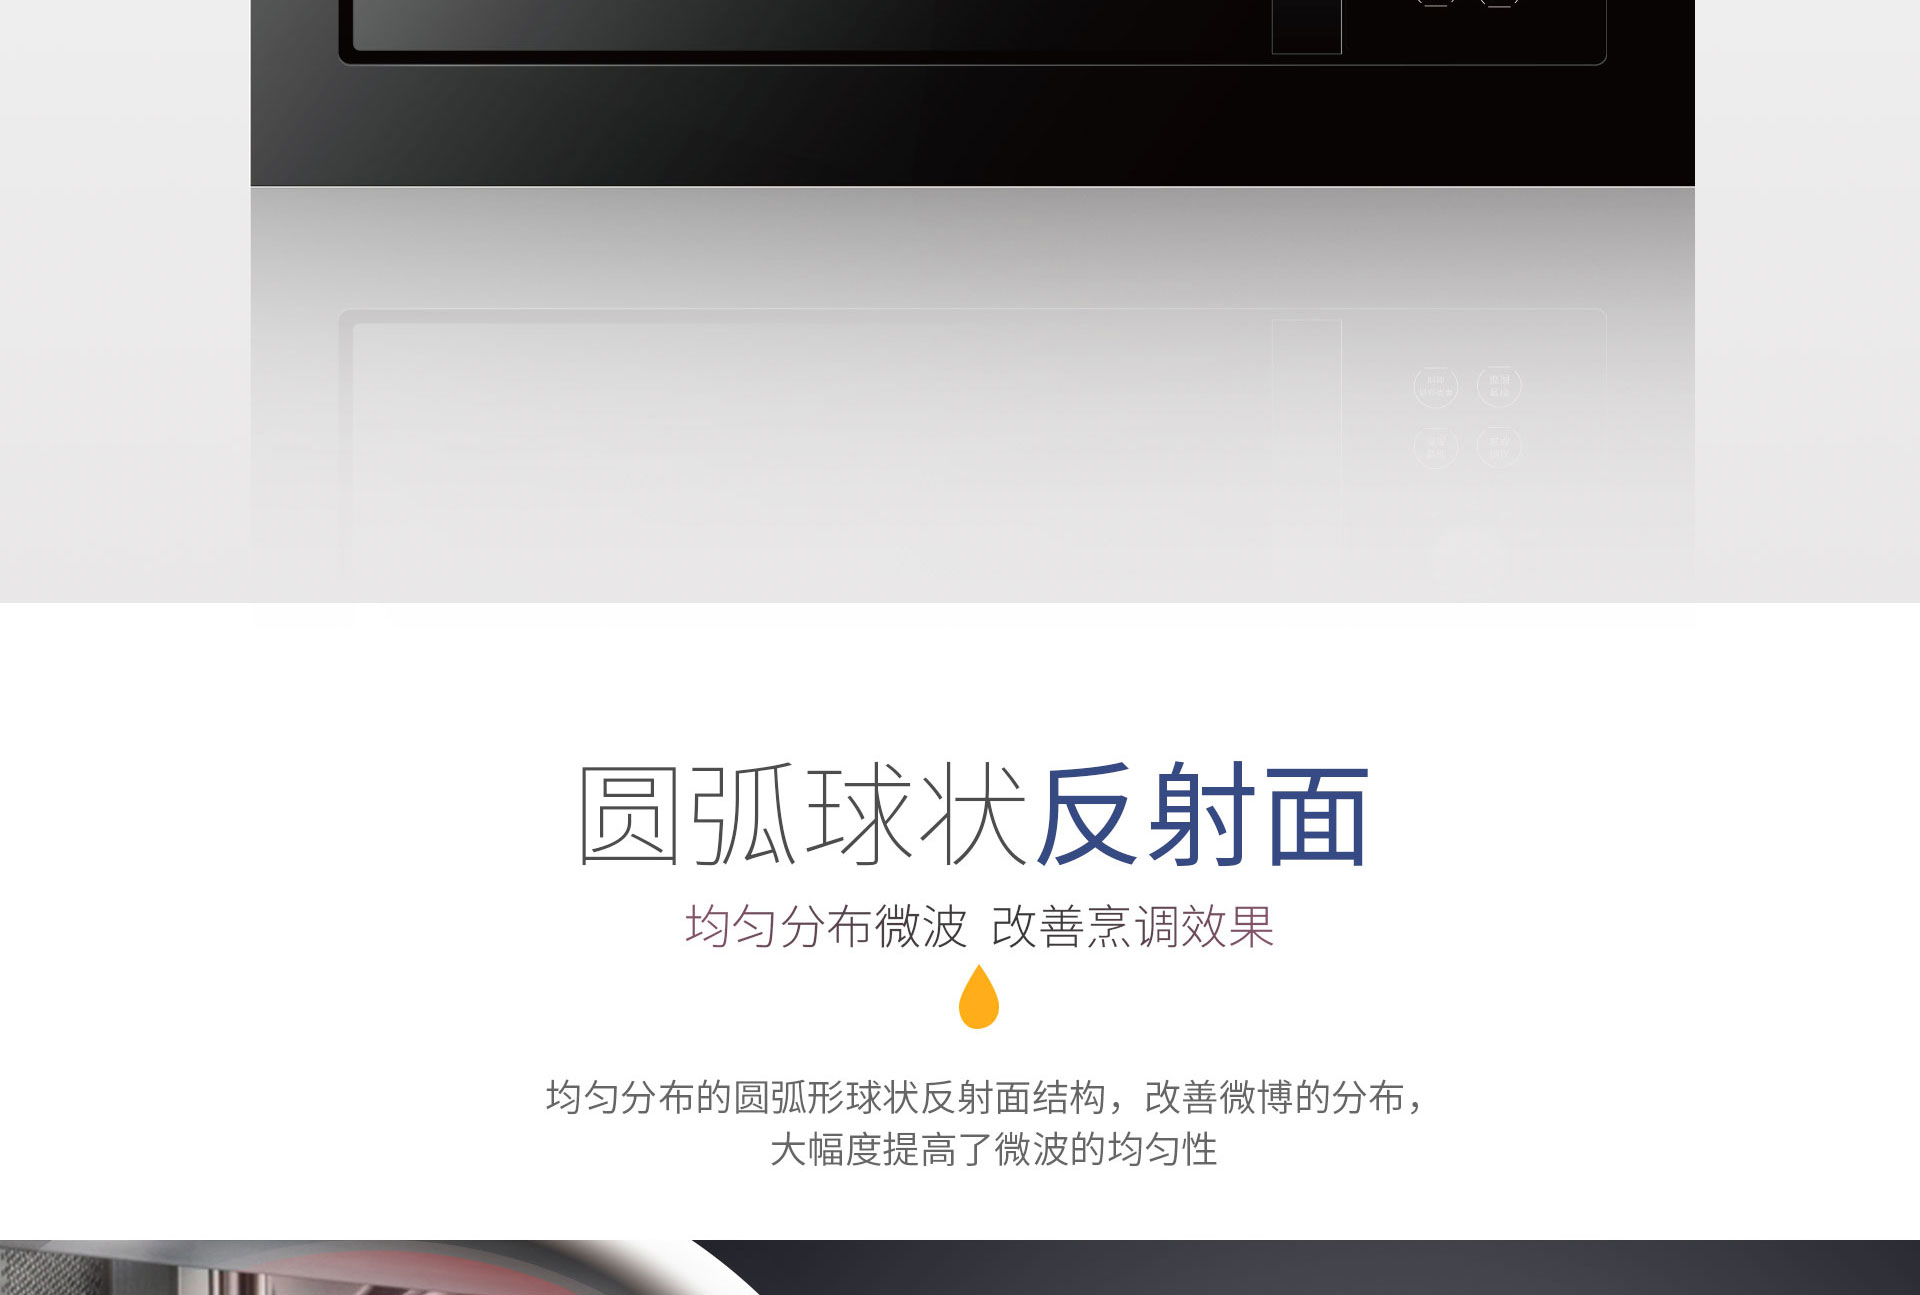 圆弧球状反射面
均匀分布微波 改善烹调效果
均匀分布的圆弧形球状反射面结构，改善微博的分布，
大幅度提高了微波的均匀性